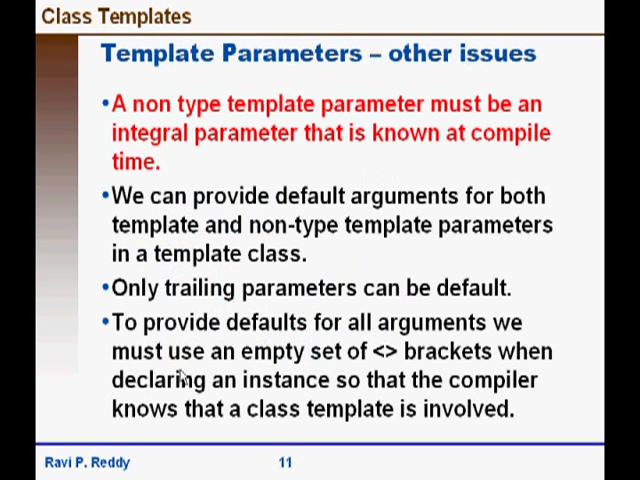 Class Templates
Template Parameters – other issues
•A non type template parameter must be an
integral parameter that is known at compile
time.
•We can provide default arguments for both
template and non-type template parameters
in a template class.
•Only trailing parameters can be default.
•To provide defaults for all arguments we
must use an empty set of <> brackets when
declaring an instance so that the compiler
knows that a class template is involved.
Ravi P. Reddy 11